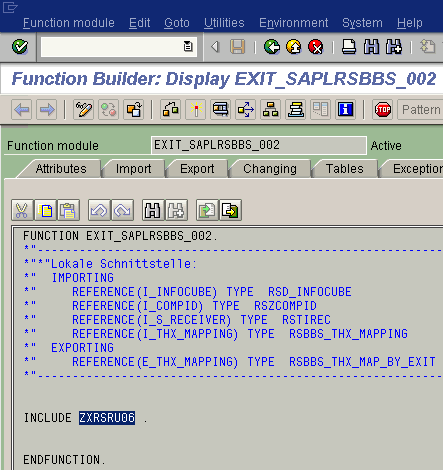 Function module Edit Goto Utilities Environment System Help
Function Builder: Display EXIT_SAPLRSBBS_002
Pattern
Function module EXIT_SAPLRSBBS_002 Active
Attributes Import Export Changing Tables Exception
FUNCTION EXIT_SAPLRSBBS_002.
*"----------------------------------------------------------
*"*"Lokale Schnittstelle:
*"  IMPORTING
*"     REFERENCE(I_INFOCUBE) TYPE  RSD_INFOCUBE
*"     REFERENCE(I_COMPID) TYPE  RSZCOMPID
*"     REFERENCE(I_S_RECEIVER) TYPE  RSTIREC
*"     REFERENCE(I_THX_MAPPING) TYPE  RSBBS_THX_MAPPING
*"  EXPORTING
*"     REFERENCE(E_THX_MAPPING) TYPE  RSBBS_THX_MAP_BY_EXIT
*"----------------------------------------------------------
INCLUDE ZXRSRU06 .
ENDFUNCTION.